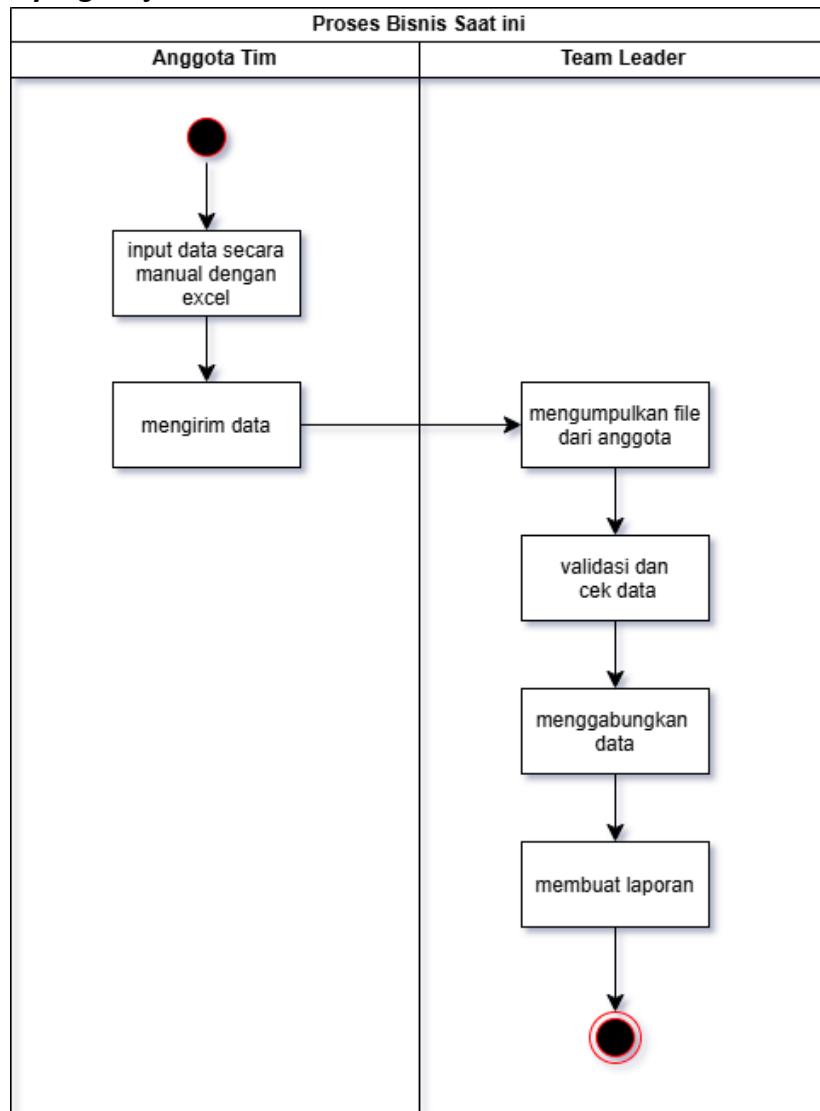 Proses Bisnis Saat ini
Anggota Tim
Team Leader
input data secara
manual dengan
excel
mengirim data
mengumpulkan file
dari anggota
validasi dan
cek data
menggabungkan
data
membuat laporan